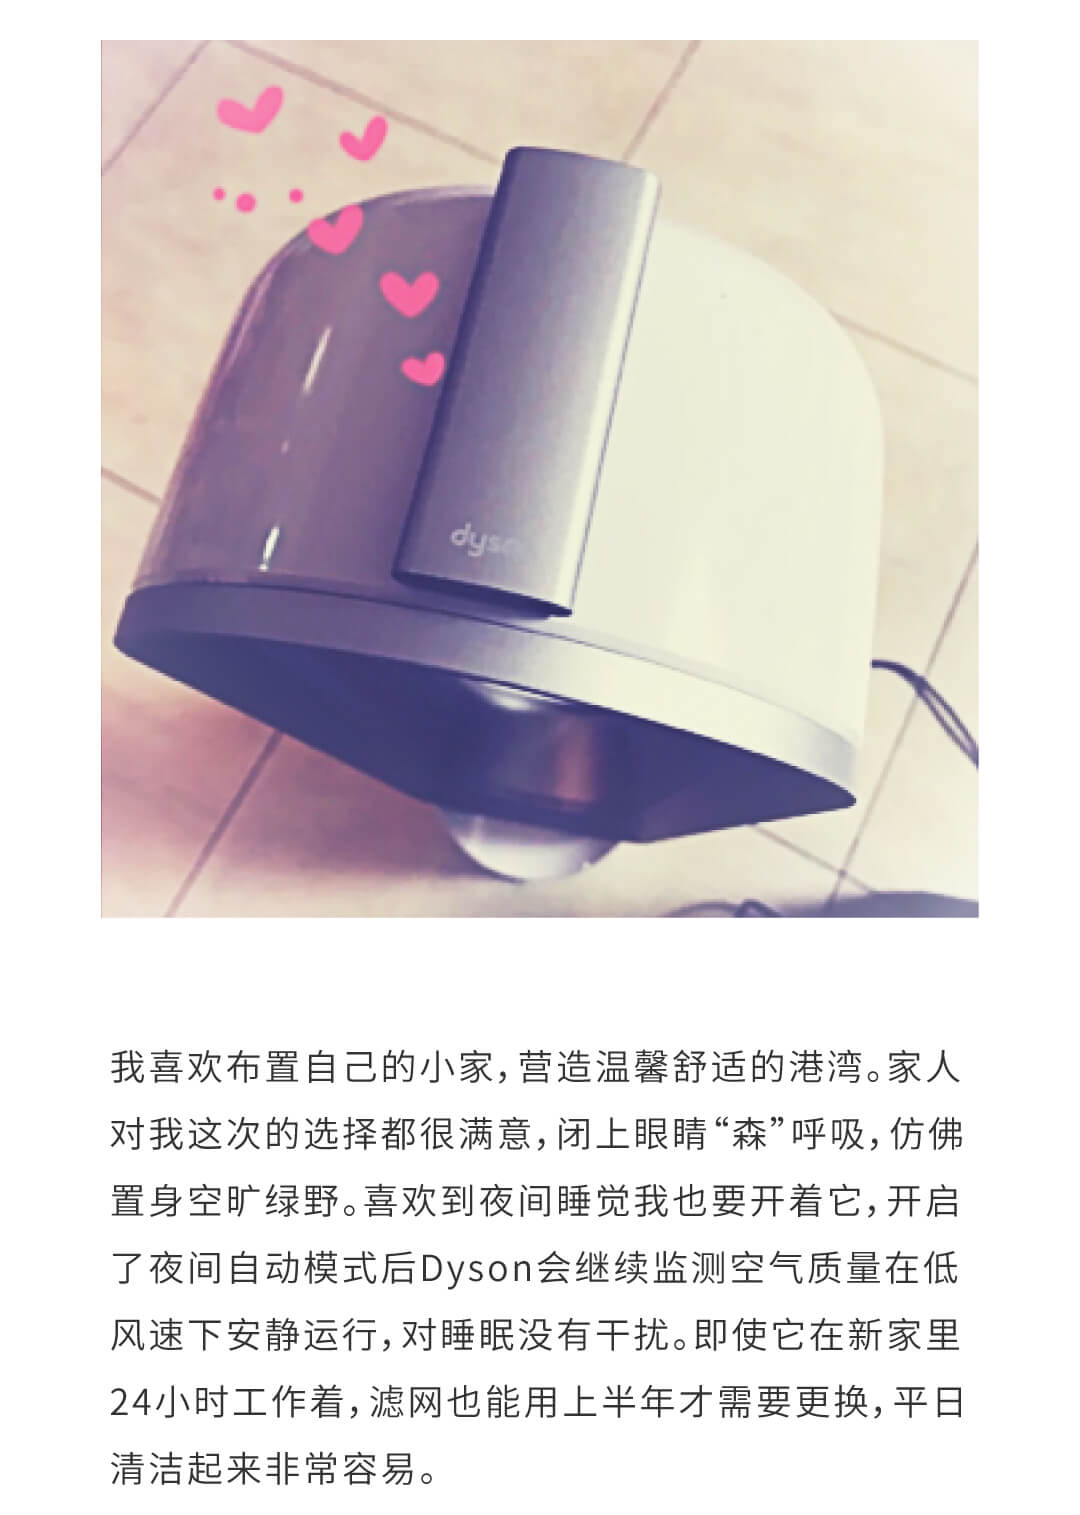 dyson
我喜欢布置自己的小家，营造温馨舒适的港湾。家人
对我这次的选择都很满意，闭上眼睛“森”呼吸，仿佛
置身空旷绿野。喜欢到夜间睡觉我也要开着它，开启
了夜间自动模式后Dyson会继续监测空气质量在低
风速下安静运行，对睡眠没有干扰。即使它在新家里
24小时工作着，滤网也能用上半年才需要更换，平日
清洁起来非常容易。